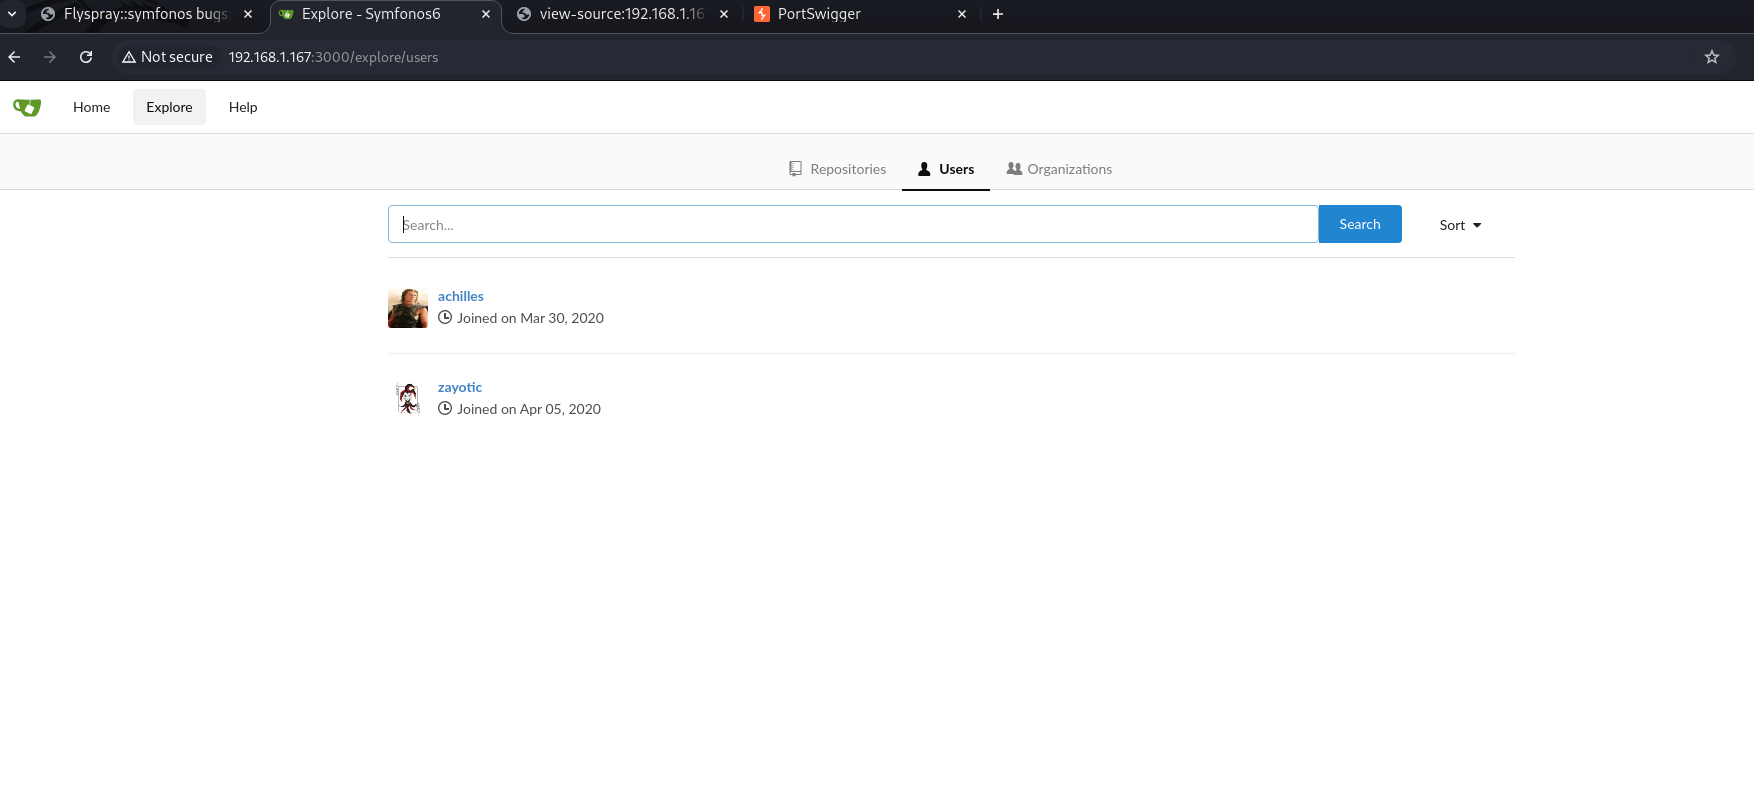 Flyspray::symfonos bugs:
Explore - Symfonos6
view-source:192.168.1.16
PortSwigger
Not secure
192.168.1.167:3000/explore/users
Home
Explore
Help
Repositories
Users
Organizations
Search...
Search
Sort
achilles
Joined on Mar 30, 2020
zayotic
Joined on Apr 05, 2020